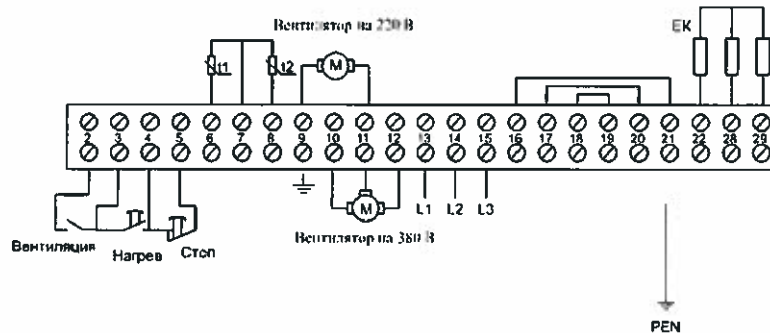 Вентилятор на 220 В
EK
t1
t2
M
2 3 4 5 6 7 8 9 10 11 12 13 14 15 16 17 18 19 20 21 22 28 29
M
L1 L2 L3
Вентиляция
Нагрев
Стоп
Вентилятор на 380 В
PEN